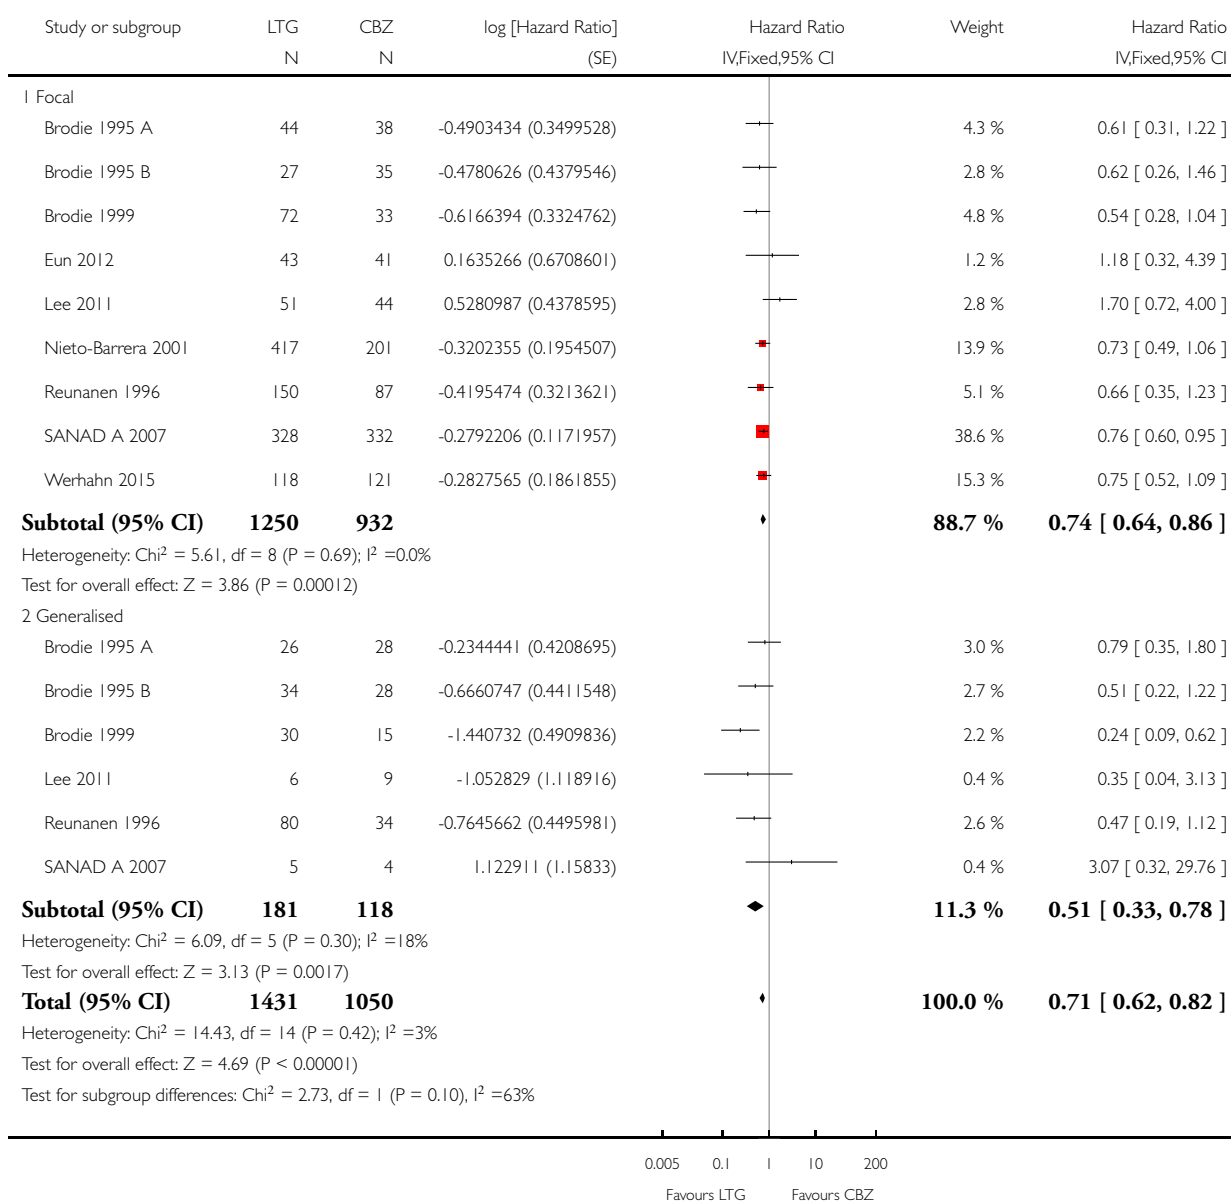 Study or subgroup LTG CBZ log [Hazard Ratio] Hazard Ratio Weight Hazard Ratio
N N (SE) IV,Fixed,95% CI IV,Fixed,95% CI
1 Focal
Brodie 1995 A 44 38 -0.4903434 (0.3499528) 4.3 % 0.61 [ 0.31, 1.22 ]
Brodie 1995 B 27 35 -0.4780626 (0.4379546) 2.8 % 0.62 [ 0.26, 1.46 ]
Brodie 1999 72 33 -0.6166394 (0.3324762) 4.8 % 0.54 [ 0.28, 1.04 ]
Eun 2012 43 41 0.1635266 (0.6708601) 1.2 % 1.18 [ 0.32, 4.39 ]
Lee 2011 51 44 0.5280987 (0.4378595) 2.8 % 1.70 [ 0.72, 4.00 ]
Nieto-Barrera 2001 417 201 -0.3202355 (0.1954507) 13.9 % 0.73 [ 0.49, 1.06 ]
Reunanen 1996 150 87 -0.4195474 (0.3213621) 5.1 % 0.66 [ 0.35, 1.23 ]
SANAD A 2007 328 332 -0.2792206 (0.1171957) 38.6 % 0.76 [ 0.60, 0.95 ]
Werhahn 2015 118 121 -0.2827565 (0.1861855) 15.3 % 0.75 [ 0.52, 1.09 ]
Subtotal (95% CI) 1250 932 88.7 % 0.74 [ 0.64, 0.86 ]
Heterogeneity: Chi² = 5.61, df = 8 (P = 0.69); I² =0.0%
Test for overall effect: Z = 3.86 (P = 0.00012)
2 Generalised
Brodie 1995 A 26 28 -0.2344441 (0.4208695) 3.0 % 0.79 [ 0.35, 1.80 ]
Brodie 1995 B 34 28 -0.6660747 (0.4411548) 2.7 % 0.51 [ 0.22, 1.22 ]
Brodie 1999 30 15 -1.440732 (0.4909836) 2.2 % 0.24 [ 0.09, 0.62 ]
Lee 2011 6 9 -1.052829 (1.118916) 0.4 % 0.35 [ 0.04, 3.13 ]
Reunanen 1996 80 34 -0.7645662 (0.4495981) 2.6 % 0.47 [ 0.19, 1.12 ]
SANAD A 2007 5 4 1.122911 (1.15833) 0.4 % 3.07 [ 0.32, 29.76 ]
Subtotal (95% CI) 181 118 11.3 % 0.51 [ 0.33, 0.78 ]
Heterogeneity: Chi² = 6.09, df = 5 (P = 0.30); I² =18%
Test for overall effect: Z = 3.13 (P = 0.0017)
Total (95% CI) 1431 1050 100.0 % 0.71 [ 0.62, 0.82 ]
Heterogeneity: Chi² = 14.43, df = 14 (P = 0.42); I² =3%
Test for overall effect: Z = 4.69 (P < 0.00001)
Test for subgroup differences: Chi² = 2.73, df = 1 (P = 0.10), I² =63%
0.005 0.1 1 10 200
Favours LTG Favours CBZ